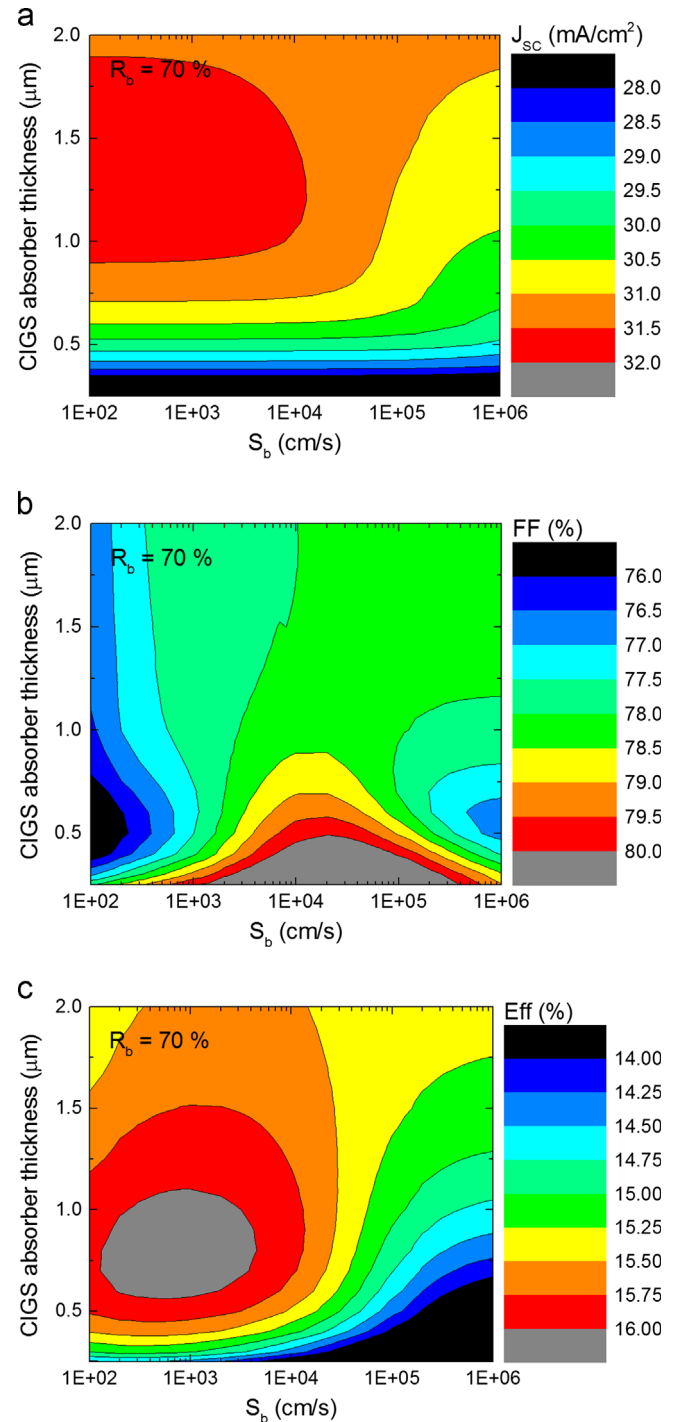 a
J_SC (mA/cm²)
R_b = 70 %
CIGS absorber thickness (μm)
2.0
1.5
1.0
0.5
28.0
28.5
29.0
29.5
30.0
30.5
31.0
31.5
32.0
1E+02 1E+03 1E+04 1E+05 1E+06
S_b (cm/s)
b
FF (%)
R_b = 70 %
CIGS absorber thickness (μm)
2.0
1.5
1.0
0.5
76.0
76.5
77.0
77.5
78.0
78.5
79.0
79.5
80.0
1E+02 1E+03 1E+04 1E+05 1E+06
S_b (cm/s)
c
Eff (%)
R_b = 70 %
CIGS absorber thickness (μm)
2.0
1.5
1.0
0.5
14.00
14.25
14.50
14.75
15.00
15.25
15.50
15.75
16.00
1E+02 1E+03 1E+04 1E+05 1E+06
S_b (cm/s)